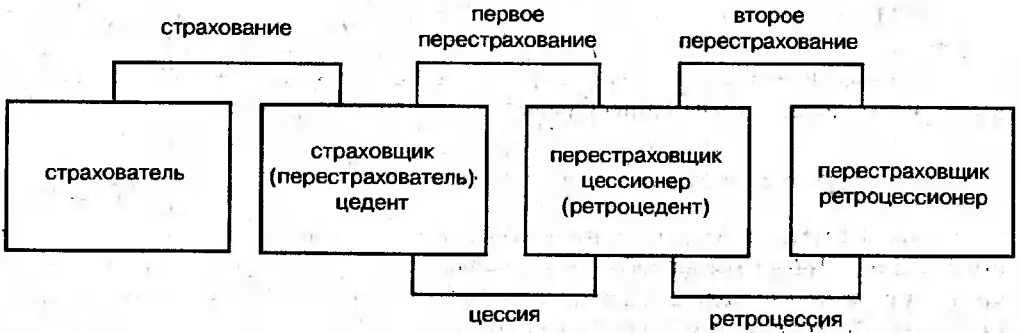 страхование
первое
перестрахование
второе
перестрахование
страхователь
страховщик
(перестрахователь)
цедент
перестраховщик
цессионер
(ретроцедент)
перестраховщик
ретроцессионер
цессия
ретроцессия